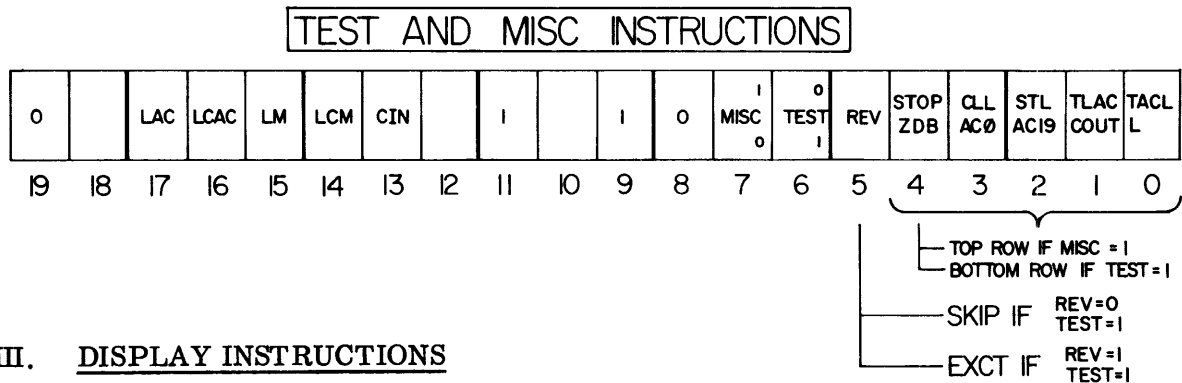 TEST AND MISC INSTRUCTIONS
0 LAC LCAC LM LCM CIN 1 1 0 1 MISC 0 0 TEST 1 REV STOP ZDB CLL AC0 STL AC19 TLAC COUT TACL L
19 18 17 16 15 14 13 12 11 10 9 8 7 6 5 4 3 2 1 0
TOP ROW IF MISC = 1
BOTTOM ROW IF TEST = 1
SKIP IF REV=0 TEST=1
III. DISPLAY INSTRUCTIONS
EXCT IF REV=1 TEST=1